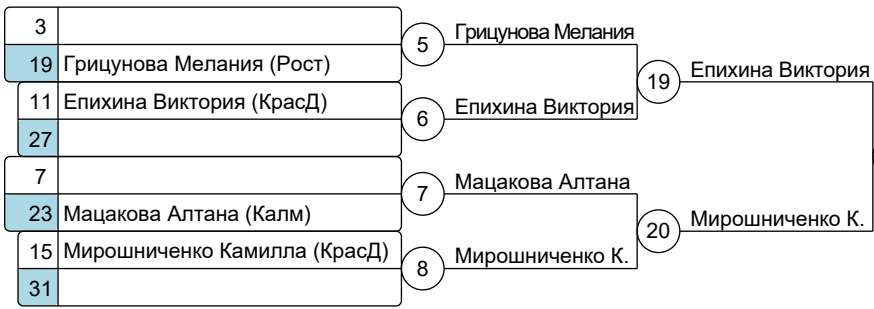 3
19 Грицунова Мелания (Рост)
11 Епихина Виктория (КрасД)
27
7
23 Мацакова Алтана (Калм)
15 Мирошниченко Камилла (КрасД)
31
5 Грицунова Мелания
6 Епихина Виктория
7 Мацакова Алтана
8 Мирошниченко К.
19 Епихина Виктория
20 Мирошниченко К.